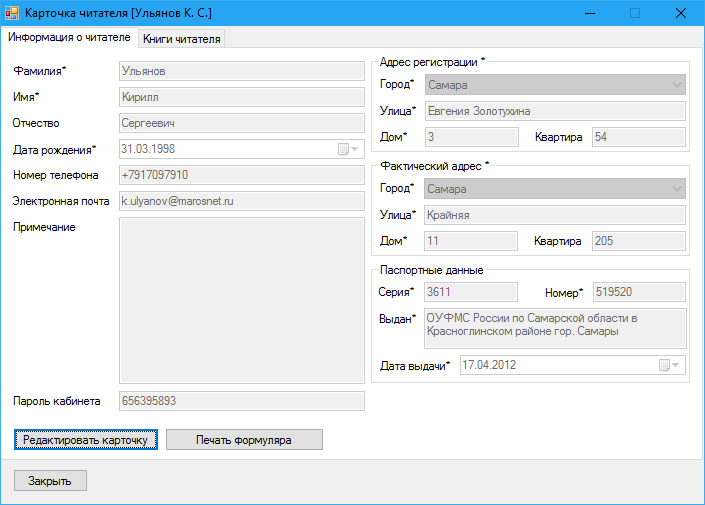 Карточка читателя [Ульянов К. С.]
Информация о читателе
Книги читателя
Фамилия* Ульянов
Имя* Кирилл
Отчество Сергеевич
Дата рождения* 31.03.1998
Номер телефона +7917097910
Электронная почта k.ulyanov@marosnet.ru
Примечание
Пароль кабинета 656395893
Адрес регистрации *
Город* Самара
Улица* Евгения Золотухина
Дом* 3 Квартира 54
Фактический адрес *
Город* Самара
Улица* Крайняя
Дом* 11 Квартира 205
Паспортные данные
Серия* 3611 Номер* 519520
Выдан* ОУФМС России по Самарской области в
Красноглинском районе гор. Самары
Дата выдачи* 17.04.2012
Редактировать карточку
Печать формуляра
Закрыть